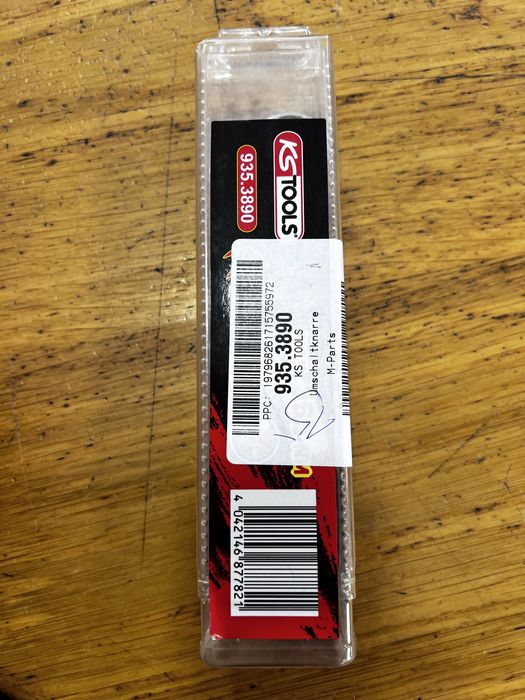 KS TOOLS
935.3890
PPC: 197968261715755972
935.3890
KS TOOLS
Umschaltknarre
M-Parts
4 042146 877821